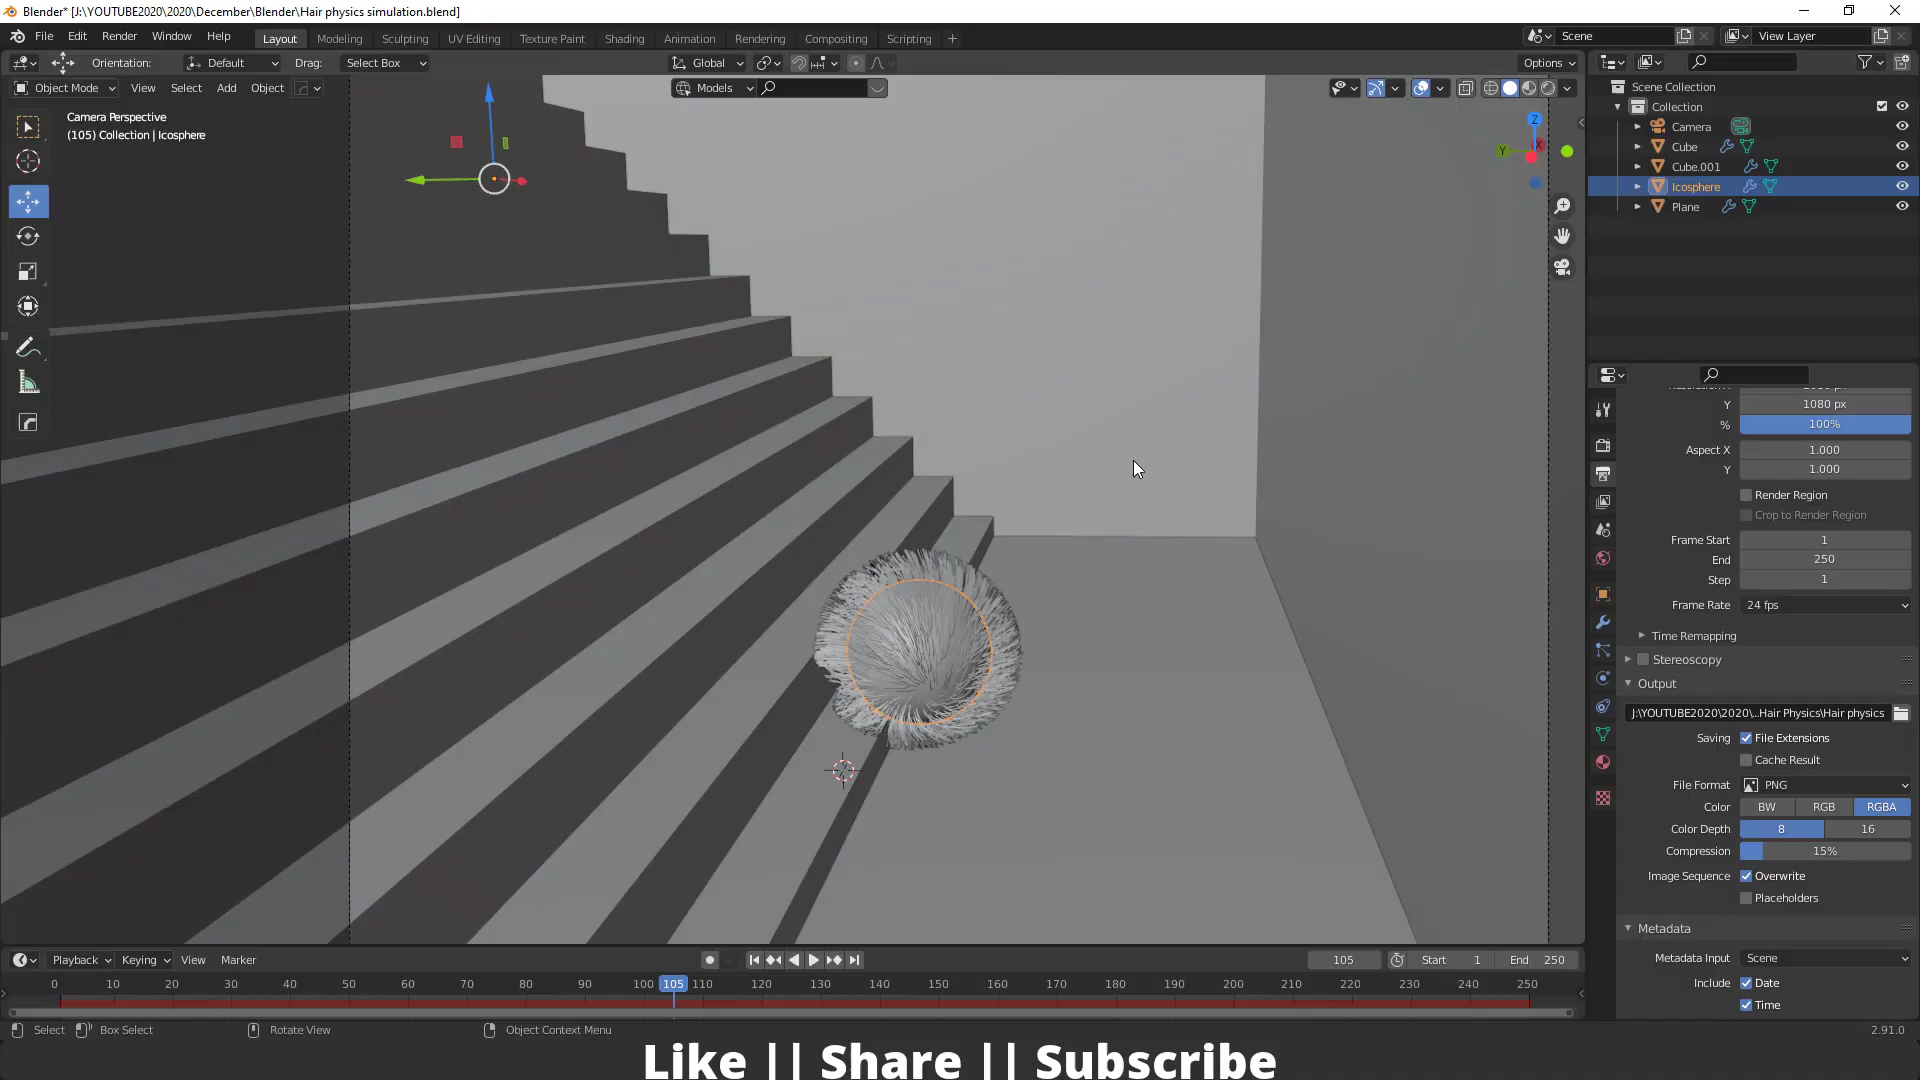 Blender* [J:\YOUTUBE2020\2020\December\Blender\Hair physics simulation.blend]
File Edit Render Window Help Layout Modeling Sculpting UV Editing Texture Paint Shading Animation Rendering Compositing Scripting + Scene View Layer
Orientation: Default Drag: Select Box Global Options
Object Mode View Select Add Object Models
Camera Perspective
(105) Collection | Icosphere
Z
Y
X
Scene Collection
Collection
Camera
Cube
Cube.001
Icosphere
Plane
Y 1080 px
% 100%
Aspect X 1.000
Y 1.000
Render Region
Crop to Render Region
Frame Start 1
End 250
Step 1
Frame Rate 24 fps
Time Remapping
Stereoscopy
Output
J:\YOUTUBE2020\2020\...Hair Physics\Hair physics
Saving File Extensions
Cache Result
File Format PNG
Color BW RGB RGBA
Color Depth 8 16
Compression 15%
Image Sequence Overwrite
Placeholders
Metadata
Metadata Input Scene
Include Date
Time
Playback Keying View Marker 105 Start 1 End 250
0 10 20 30 40 50 60 70 80 90 100 105 110 120 130 140 150 160 170 180 190 200 210 220 230 240 250
Select Box Select Rotate View Object Context Menu 2.91.0
Like || Share || Subscribe